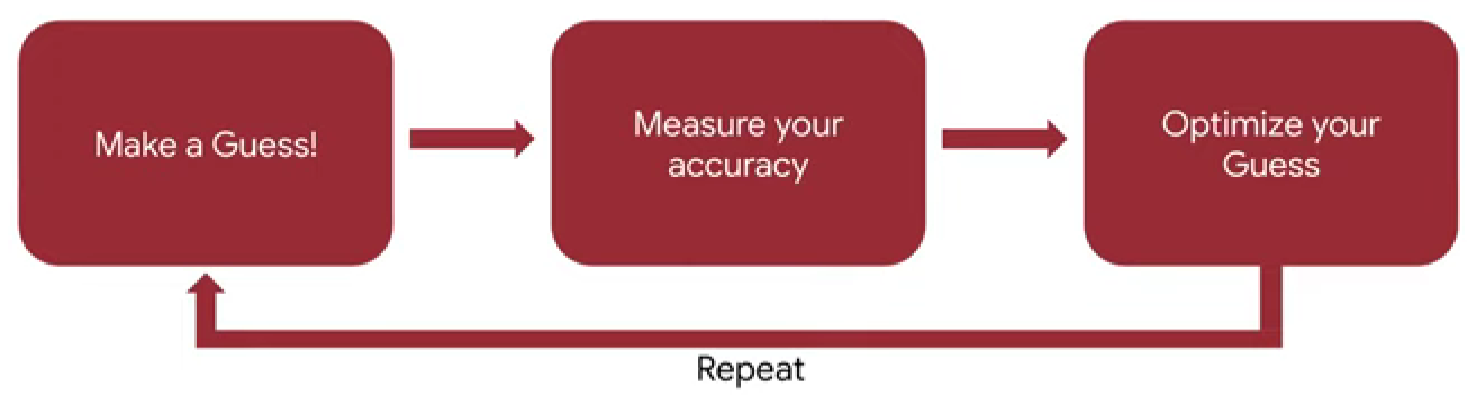 Make a Guess!
Measure your
accuracy
Optimize your
Guess
Repeat